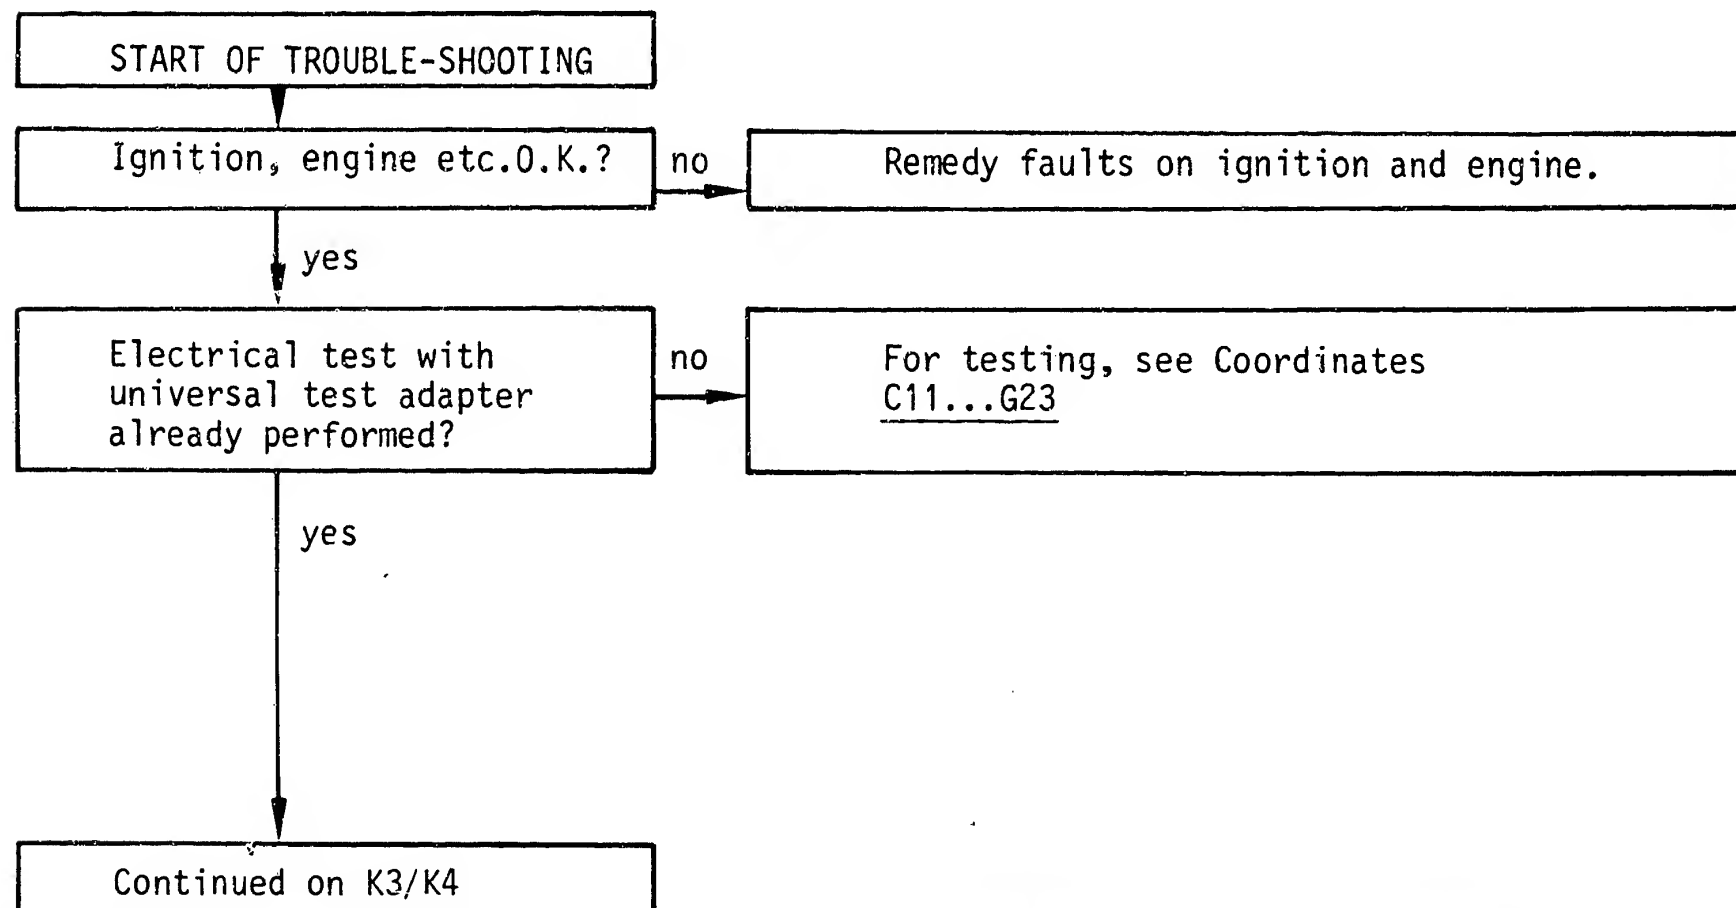 START OF TROUBLE-SHOOTING
Ignition, engine etc.O.K.?
no
Remedy faults on ignition and engine.
yes
Electrical test with
universal test adapter
already performed?
no
For testing, see Coordinates
C11...G23
yes
Continued on K3/K4